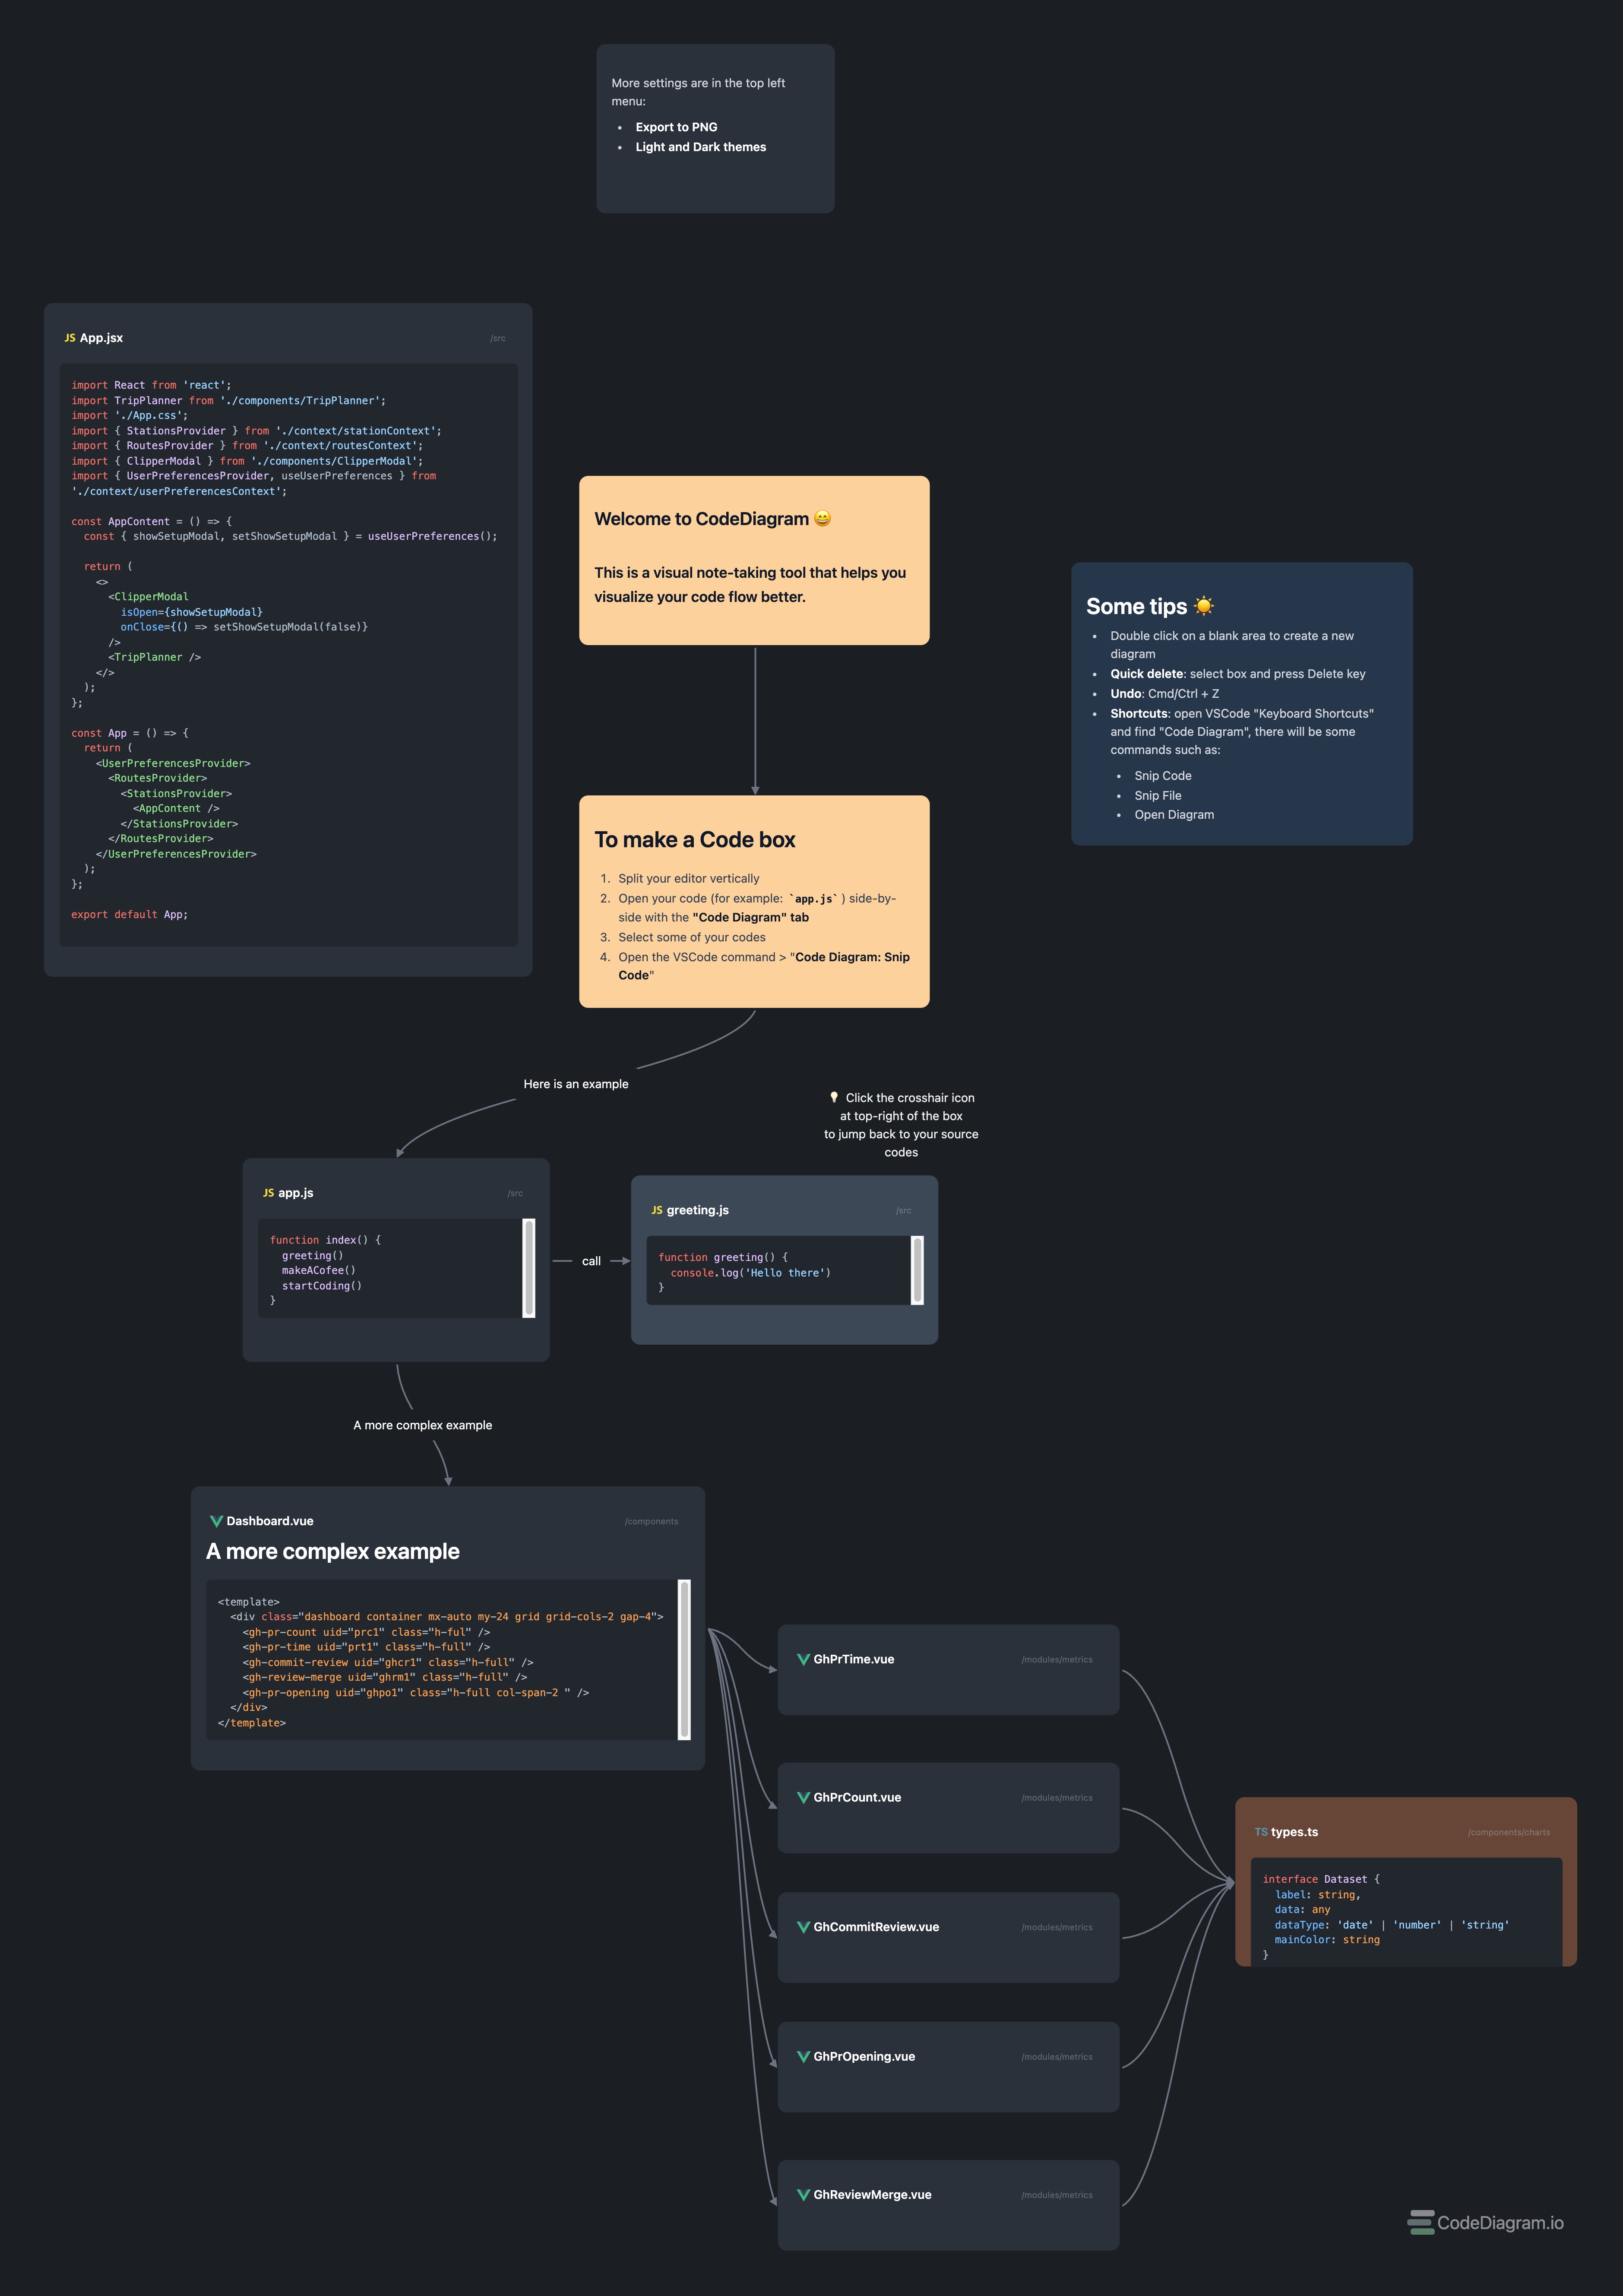 More settings are in the top left
menu:
• Export to PNG
• Light and Dark themes
JS App.jsx /src
import React from 'react';
import TripPlanner from './components/TripPlanner';
import './App.css';
import { StationsProvider } from './context/stationContext';
import { RoutesProvider } from './context/routesContext';
import { ClipperModal } from './components/ClipperModal';
import { UserPreferencesProvider, useUserPreferences } from
'./context/userPreferencesContext';
const AppContent = () => {
  const { showSetupModal, setShowSetupModal } = useUserPreferences();
  return (
    <>
      <ClipperModal
        isOpen={showSetupModal}
        onClose={() => setShowSetupModal(false)}
      />
      <TripPlanner />
    </>
  );
};
const App = () => {
  return (
    <UserPreferencesProvider>
      <RoutesProvider>
        <StationsProvider>
          <AppContent />
        </StationsProvider>
      </RoutesProvider>
    </UserPreferencesProvider>
  );
};
export default App;
Welcome to CodeDiagram 😄
This is a visual note-taking tool that helps you
visualize your code flow better.
Some tips ☀️
• Double click on a blank area to create a new
diagram
• Quick delete: select box and press Delete key
• Undo: Cmd/Ctrl + Z
• Shortcuts: open VSCode "Keyboard Shortcuts"
and find "Code Diagram", there will be some
commands such as:
• Snip Code
• Snip File
• Open Diagram
To make a Code box
1. Split your editor vertically
2. Open your code (for example: `app.js` ) side-by-
side with the "Code Diagram" tab
3. Select some of your codes
4. Open the VSCode command > "Code Diagram: Snip
Code"
Here is an example
💡 Click the crosshair icon
at top-right of the box
to jump back to your source
codes
JS app.js /src
function index() {
  greeting()
  makeACofee()
  startCoding()
}
call
JS greeting.js /src
function greeting() {
  console.log('Hello there')
}
A more complex example
Dashboard.vue /components
A more complex example
<template>
  <div class="dashboard container mx-auto my-24 grid grid-cols-2 gap-4">
    <gh-pr-count uid="prc1" class="h-ful" />
    <gh-pr-time uid="prt1" class="h-full" />
    <gh-commit-review uid="ghcr1" class="h-full" />
    <gh-review-merge uid="ghrm1" class="h-full" />
    <gh-pr-opening uid="ghpo1" class="h-full col-span-2 " />
  </div>
</template>
GhPrTime.vue /modules/metrics
GhPrCount.vue /modules/metrics
GhCommitReview.vue /modules/metrics
GhPrOpening.vue /modules/metrics
GhReviewMerge.vue /modules/metrics
TS types.ts /components/charts
interface Dataset {
  label: string,
  data: any
  dataType: 'date' | 'number' | 'string'
  mainColor: string
}
CodeDiagram.io